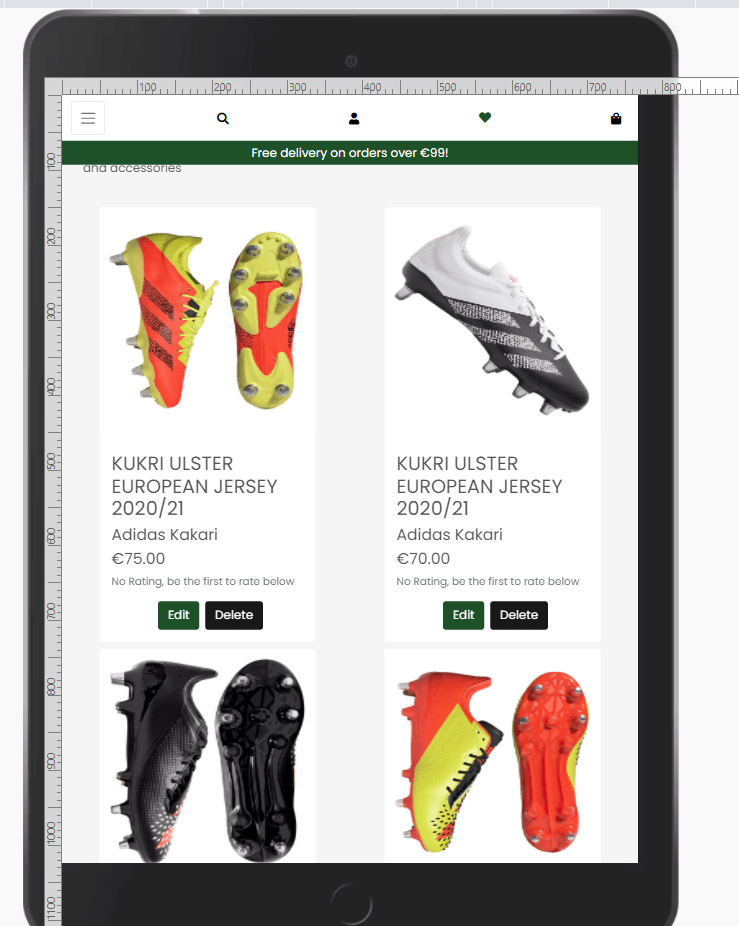 100 200 300 400 500 600 700 800
Free delivery on orders over €99!
and accessories
100
200
300
400
500
600
700
800
900
1000
1100
KUKRI ULSTER
EUROPEAN JERSEY
2020/21
Adidas Kakari
€75.00
No Rating, be the first to rate below
Edit Delete
KUKRI ULSTER
EUROPEAN JERSEY
2020/21
Adidas Kakari
€70.00
No Rating, be the first to rate below
Edit Delete